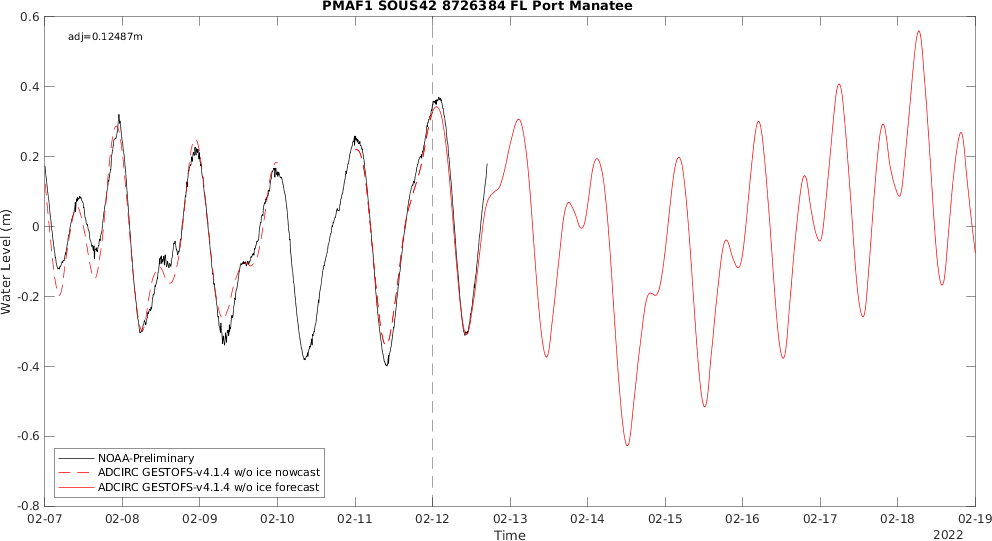 PMAF1 SOUS42 8726384 FL Port Manatee
adj=0.12487m
0.6
0.4
0.2
0
-0.2
-0.4
-0.6
-0.8
Water Level (m)
NOAA-Preliminary
ADCIRC GESTOFS-v4.1.4 w/o ice nowcast
ADCIRC GESTOFS-v4.1.4 w/o ice forecast
02-07 02-08 02-09 02-10 02-11 02-12 02-13 02-14 02-15 02-16 02-17 02-18 02-19
Time
2022